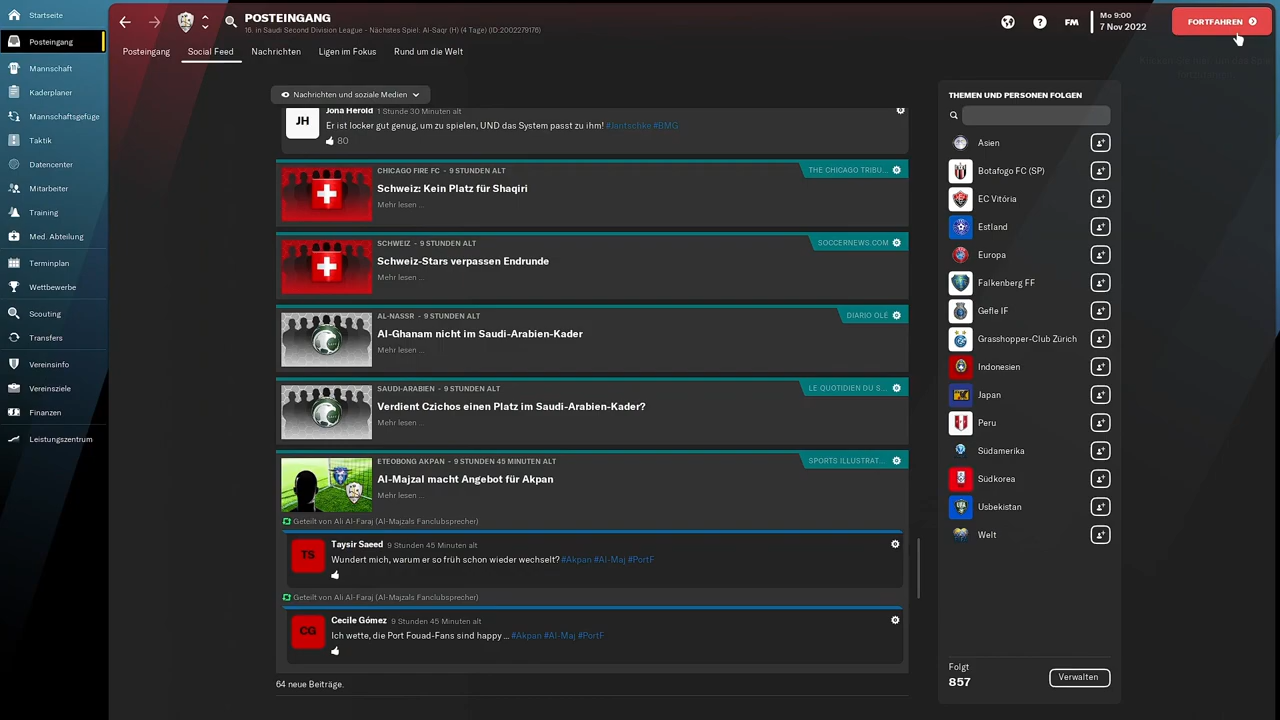 Startseite
Posteingang
Mannschaft
Kaderplaner
Mannschaftsgefüge
Taktik
Datencenter
Mitarbeiter
Training
Med. Abteilung
Terminplan
Wettbewerbe
Scouting
Transfers
Vereinsinfo
Vereinsziele
Finanzen
Leistungszentrum
POSTEINGANG
18. in Saudi Second Division League - Nächstes Spiel: Al-Saqr (H) (4 Tage) (ID:2002279176)
FM
Mo 9:00
7 Nov 2022
FORTFAHREN
Posteingang
Social Feed
Nachrichten
Ligen im Fokus
Rund um die Welt
Nachrichten und soziale Medien
JH
Jona Herold 1 Stunde 30 Minuten alt
Er ist locker gut genug, um zu spielen, UND das System passt zu ihm! #Jantschke #BMG
80
CHICAGO FIRE FC - 9 STUNDEN ALT
THE CHICAGO TRIBU...
Schweiz: Kein Platz für Shaqiri
Mehr lesen ...
SCHWEIZ - 9 STUNDEN ALT
SOCCERNEWS.COM
Schweiz-Stars verpassen Endrunde
Mehr lesen ...
AL-NASSR - 9 STUNDEN ALT
DIARIO OLE
Al-Ghanam nicht im Saudi-Arabien-Kader
Mehr lesen ...
SAUDI-ARABIEN - 9 STUNDEN ALT
LE QUOTIDIEN DU S...
Verdient Czichos einen Platz im Saudi-Arabien-Kader?
Mehr lesen ...
ETEOBONG AKPAN - 9 STUNDEN 45 MINUTEN ALT
SPORTS ILLUSTRAT...
Al-Majzal macht Angebot für Akpan
Mehr lesen ...
Geteilt von Ali Al-Faraj (Al-Majzals Fanclubsprecher)
TS
Taysir Saeed 9 Stunden 45 Minuten alt
Wundert mich, warum er so früh schon wieder wechselt? #Akpan #Al-Maj #PortF
Geteilt von Ali Al-Faraj (Al-Majzals Fanclubsprecher)
CG
Cecile Gómez 9 Stunden 45 Minuten alt
Ich wette, die Port Fouad-Fans sind happy ... #Akpan #Al-Maj #PortF
64 neue Beiträge.
THEMEN UND PERSONEN FOLGEN
Asien
Botafogo FC (SP)
EC Vitória
Estland
Europa
Falkenberg FF
Gefle IF
Grasshopper-Club Zürich
Indonesien
Japan
Peru
Südamerika
Südkorea
Usbekistan
Welt
Folgt
857
Verwalten